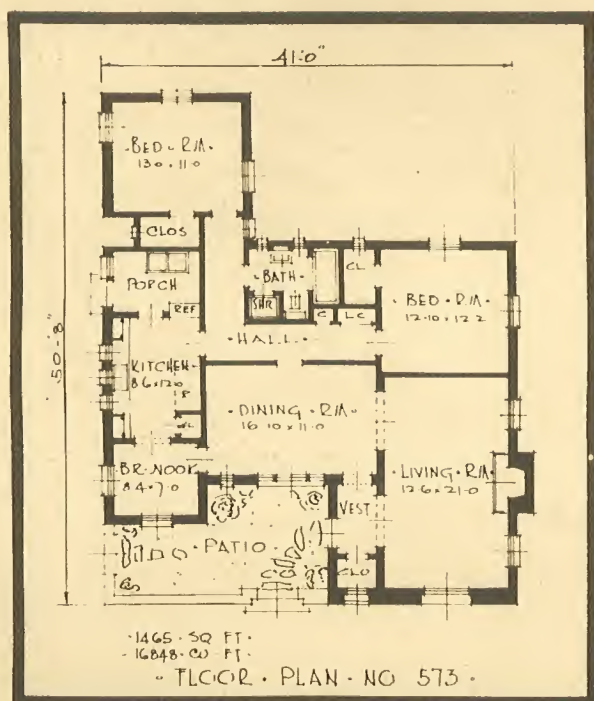 41'-0"
BED-RM.
13-0 x 11-0
CLOS
PORCH
REF
50'-8"
KITCHEN
8-6 x 12-0
BR. NOOK
8-4 x 7-0
BATH
SHR
CL
C
L.C.
HALL
BED-RM.
12-10 x 12-2
DINING-RM.
16-10 x 11-0
LIVING-RM.
12-6 x 21-0
VEST
CLO
PATIO
·1465·SQ FT·
·16848·CU·FT·
·FLOOR·PLAN·NO 573·